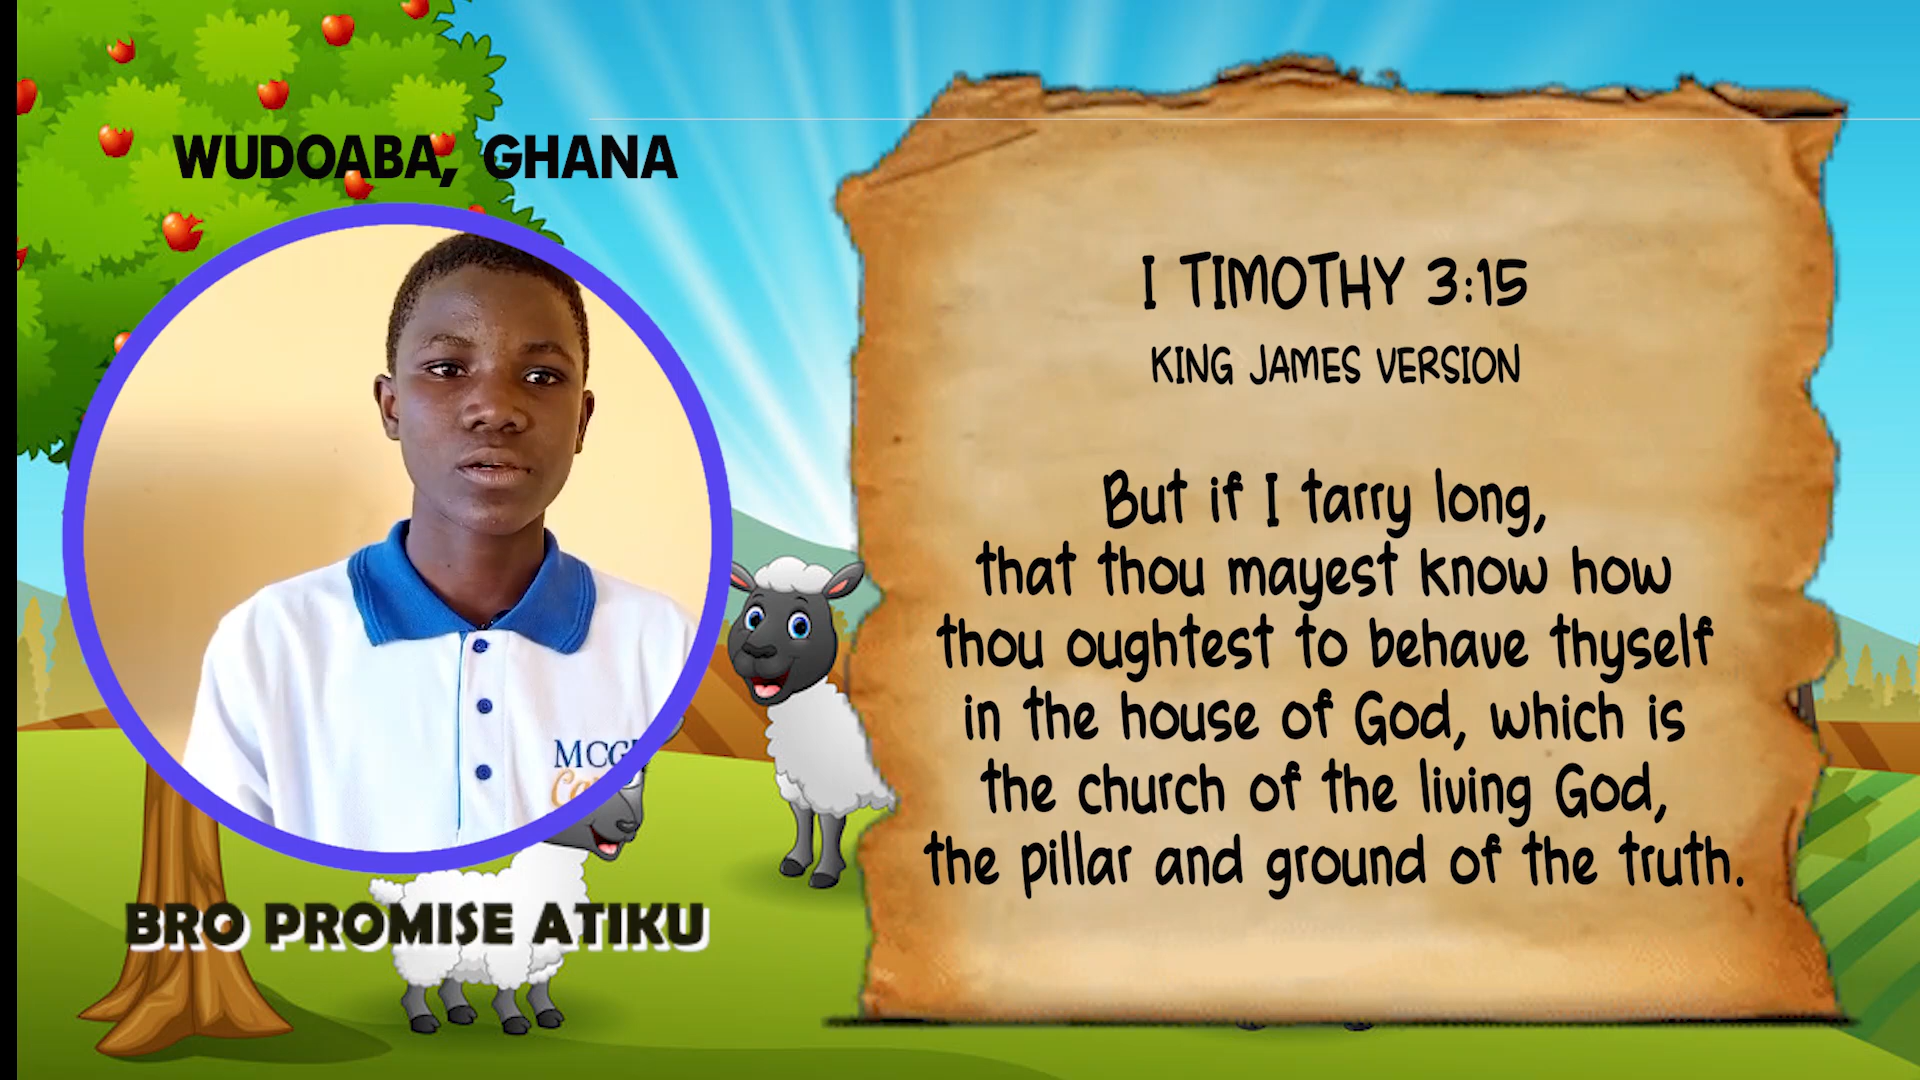 WUDOABA, GHANA
MCG
BRO PROMISE ATIKU
I TIMOTHY 3:15
KING JAMES VERSION
But if I tarry long,
that thou mayest know how
thou oughtest to behave thyself
in the house of God, which is
the church of the living God,
the pillar and ground of the truth.